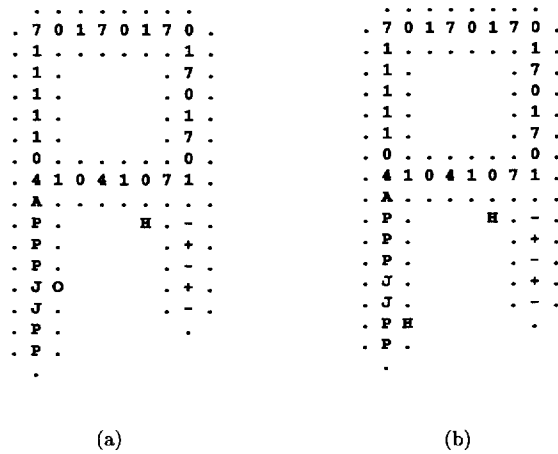 . . . . . . . .
. 7 0 1 7 0 1 7 0 .
. 1 . . . . . . 1 .
. 1 . . 7 .
. 1 . . 0 .
. 1 . . 1 .
. 1 . . 7 .
. 0 . . . . . . 0 .
. 4 1 0 4 1 0 7 1 .
. A . . . . . . .
. P . H . - .
. P . . + .
. P . . - .
. J O . + .
. J . . - .
. P . .
. P .
.
(a)
. . . . . . . .
. 7 0 1 7 0 1 7 0 .
. 1 . . . . . . 1 .
. 1 . . 7 .
. 1 . . 0 .
. 1 . . 1 .
. 1 . . 7 .
. 0 . . . . . . 0 .
. 4 1 0 4 1 0 7 1 .
. A . . . . . . .
. P . H . - .
. P . . + .
. P . . - .
. J . . + .
. J . . - .
. P H .
. P .
.
(b)